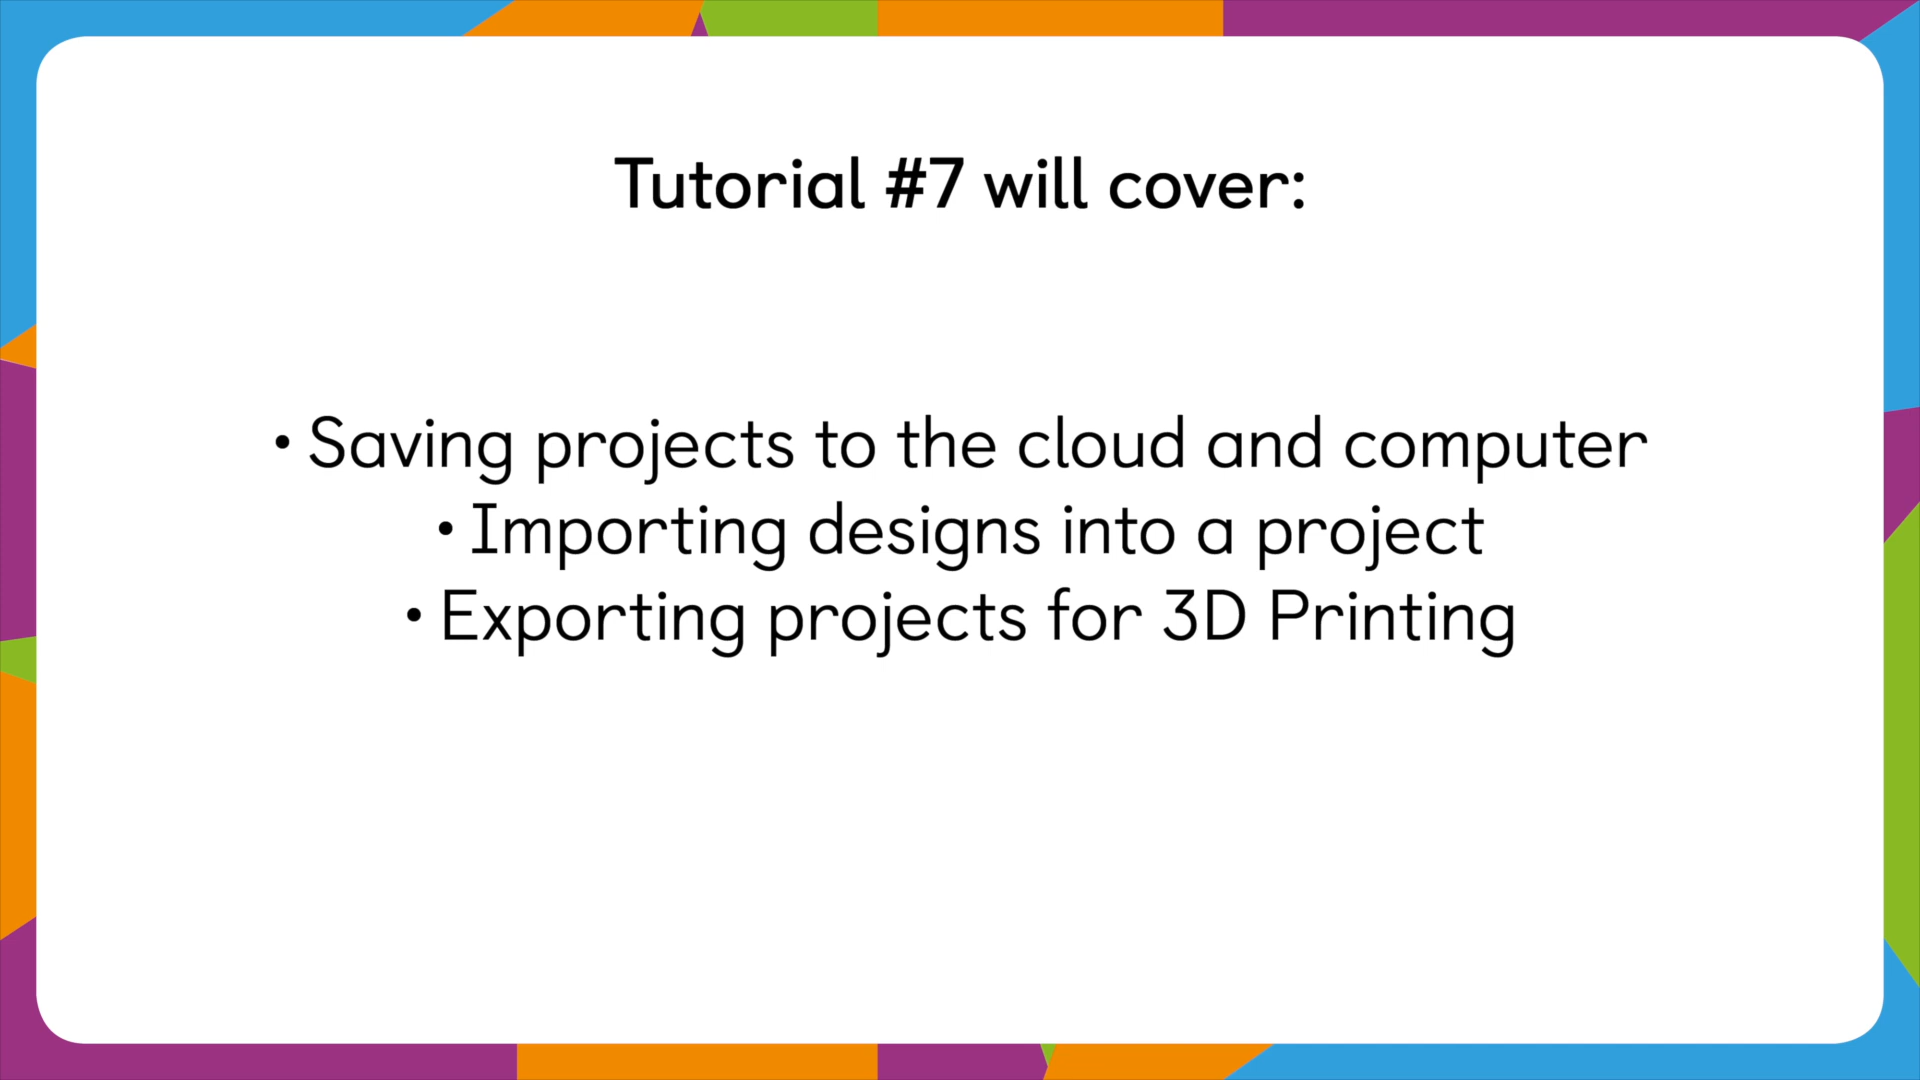 Tutorial #7 will cover:
• Saving projects to the cloud and computer
• Importing designs into a project
• Exporting projects for 3D Printing